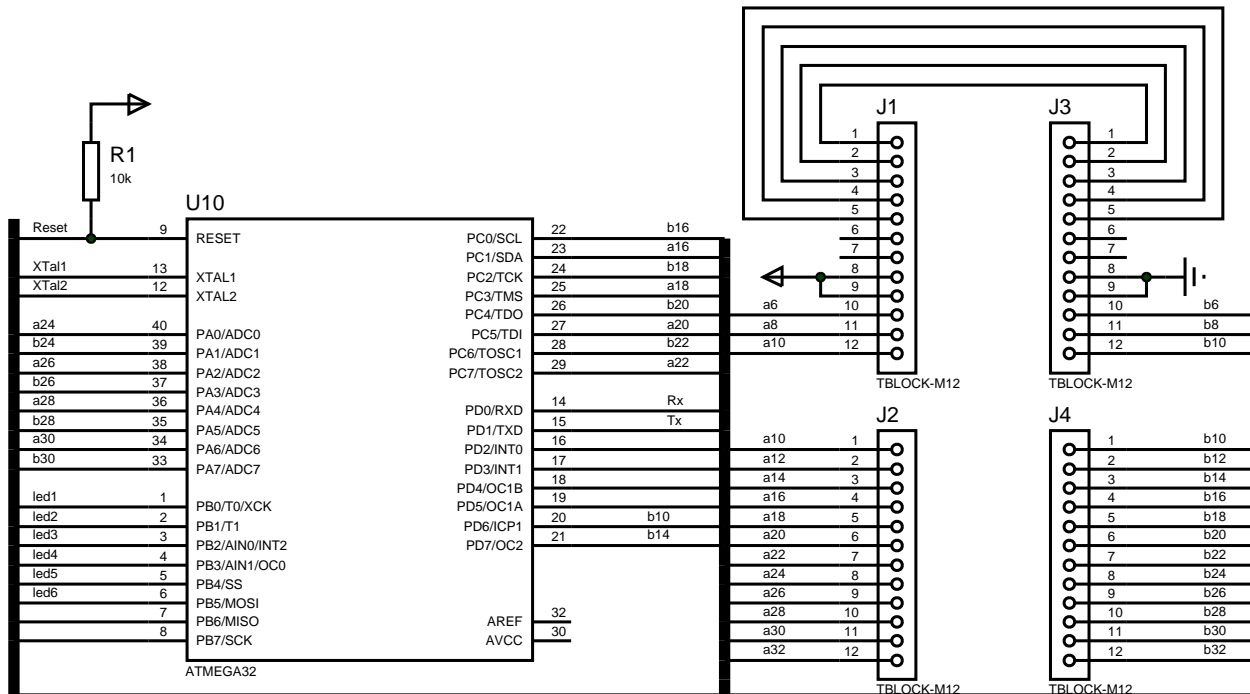 J1
J3
R1
10k
U10
Reset 9 RESET
XTal1 13 XTAL1
XTal2 12 XTAL2
a24 40 PA0/ADC0
b24 39 PA1/ADC1
a26 38 PA2/ADC2
b26 37 PA3/ADC3
a28 36 PA4/ADC4
b28 35 PA5/ADC5
a30 34 PA6/ADC6
b30 33 PA7/ADC7
led1 1 PB0/T0/XCK
led2 2 PB1/T1
led3 3 PB2/AIN0/INT2
led4 4 PB3/AIN1/OC0
led5 5 PB4/SS
led6 6 PB5/MOSI
7 PB6/MISO
8 PB7/SCK
PC0/SCL 22 b16
PC1/SDA 23 a16
PC2/TCK 24 b18
PC3/TMS 25 a18
PC4/TDO 26 b20
PC5/TDI 27 a20
PC6/TOSC1 28 b22
PC7/TOSC2 29 a22
PD0/RXD 14 Rx
PD1/TXD 15 Tx
PD2/INT0 16
PD3/INT1 17
PD4/OC1B 18
PD5/OC1A 19
PD6/ICP1 20 b10
PD7/OC2 21 b14
AREF 32
AVCC 30
ATMEGA32
1
2
3
4
5
6
7
8
9
a6 10
a8 11
a10 12
TBLOCK-M12
1
2
3
4
5
6
7
8
9
10 b6
11 b8
12 b10
TBLOCK-M12
J2
a10 1
a12 2
a14 3
a16 4
a18 5
a20 6
a22 7
a24 8
a26 9
a28 10
a30 11
a32 12
TBLOCK-M12
J4
1 b10
2 b12
3 b14
4 b16
5 b18
6 b20
7 b22
8 b24
9 b26
10 b28
11 b30
12 b32
TBLOCK-M12